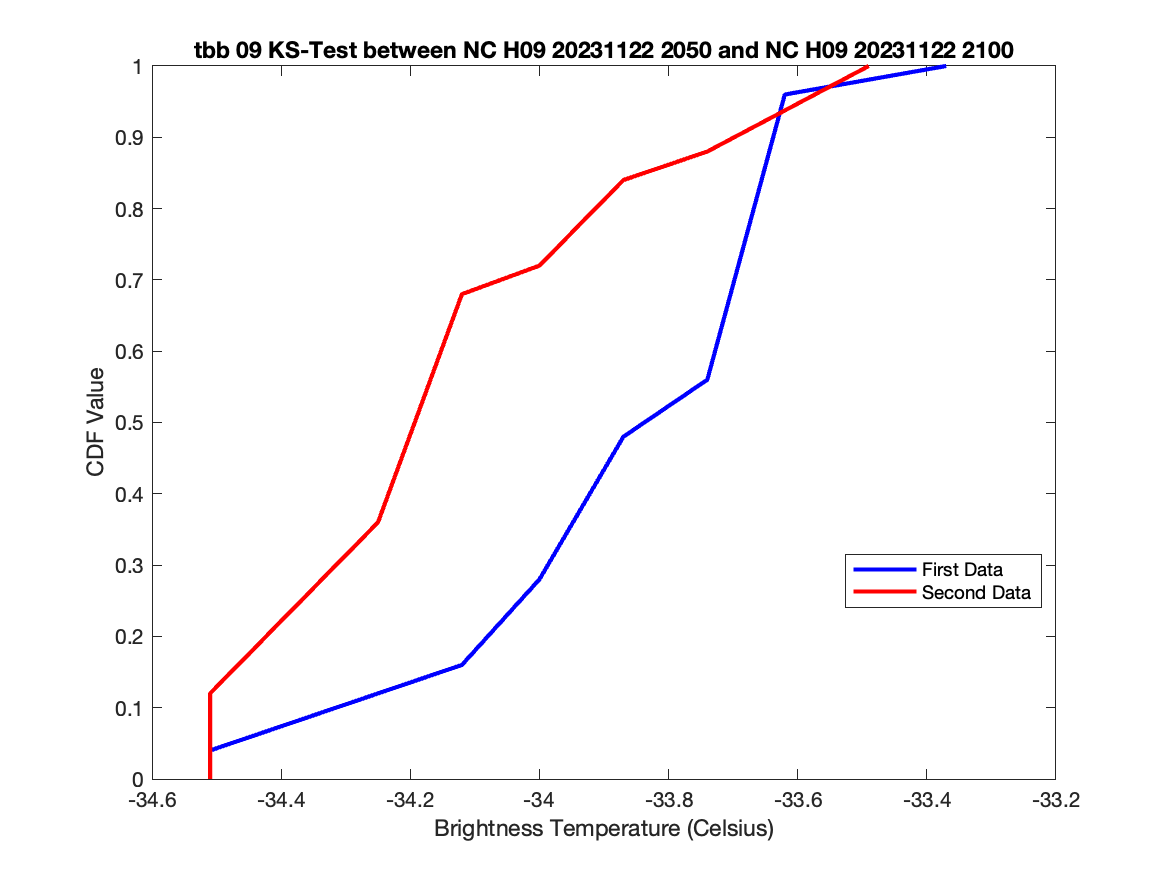 tbb 09 KS-Test between NC H09 20231122 2050 and NC H09 20231122 2100
1
0.9
0.8
0.7
0.6
0.5
0.4
0.3
0.2
0.1
0
CDF Value
First Data
Second Data
-34.6 -34.4 -34.2 -34 -33.8 -33.6 -33.4 -33.2
Brightness Temperature (Celsius)